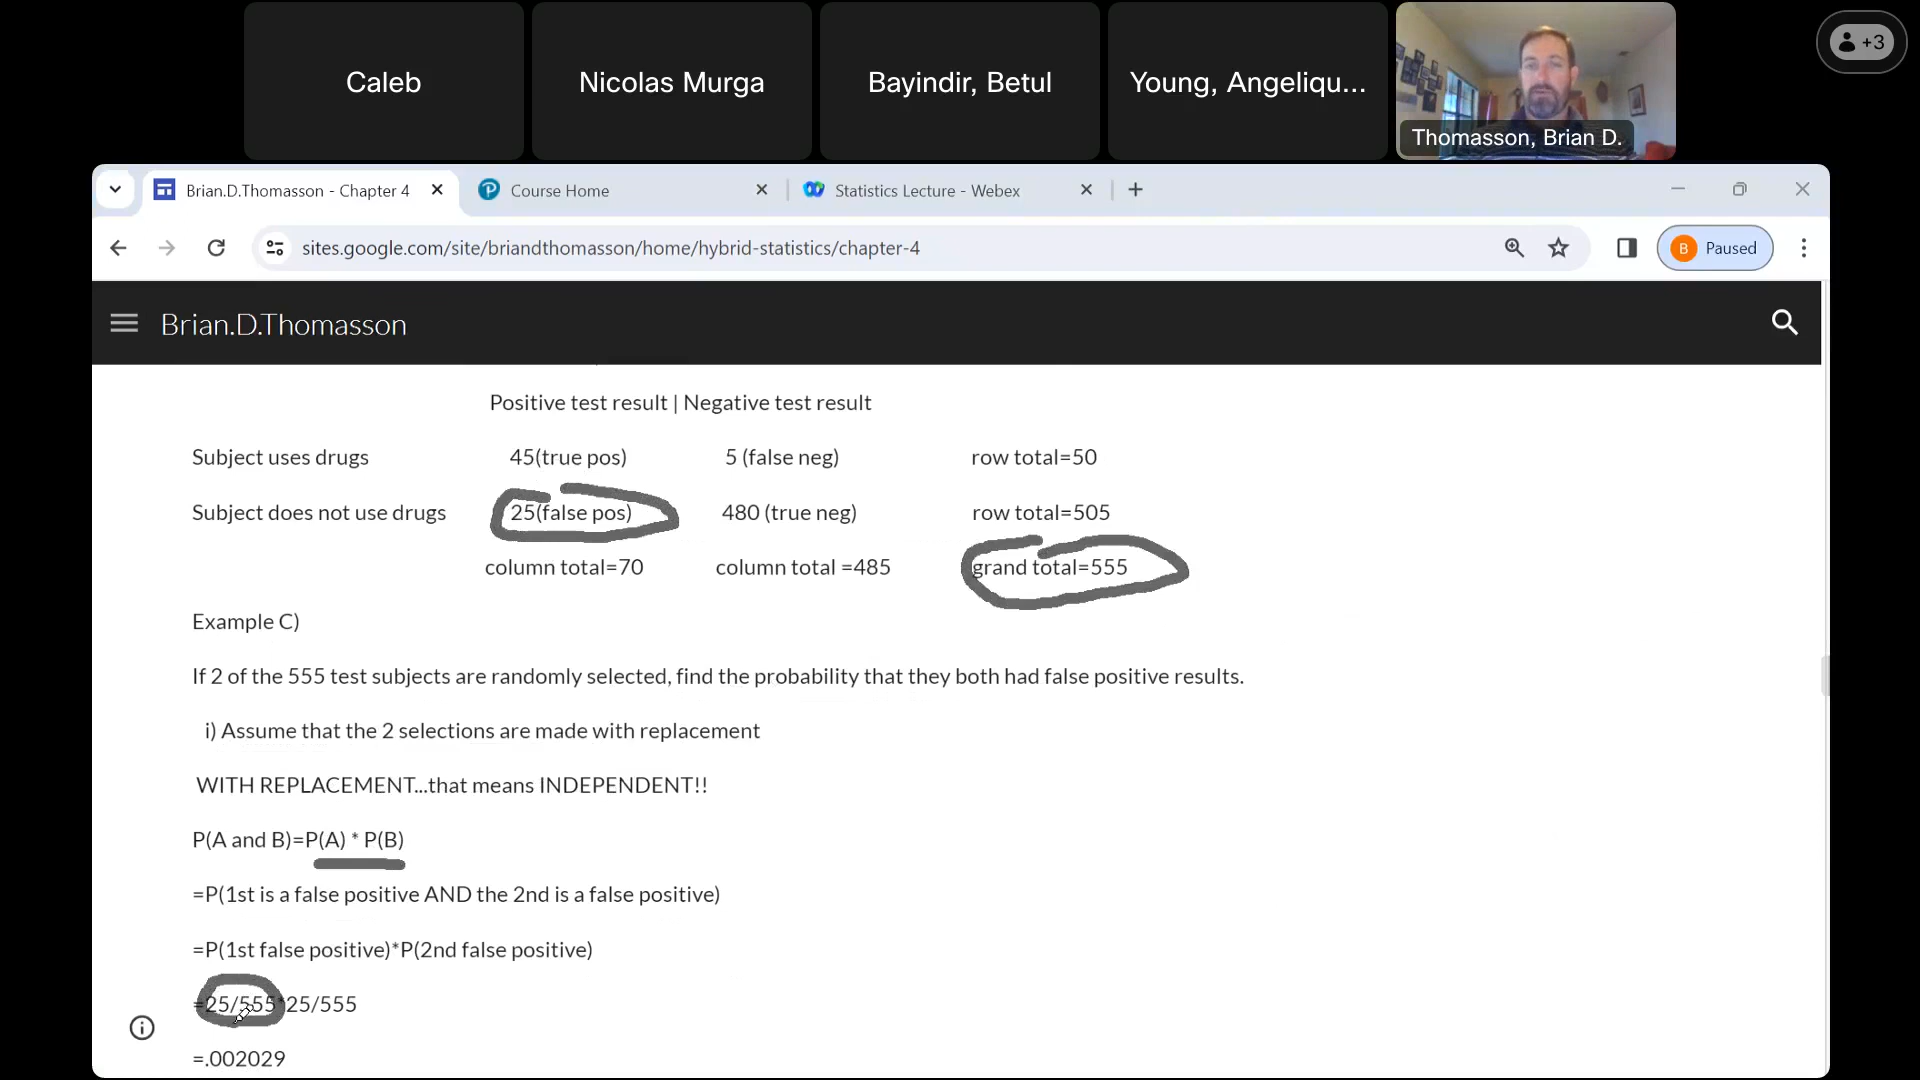 Caleb
Nicolas Murga
Bayindir, Betul
Young, Angeliqu...
Thomasson, Brian D.
+3
Brian.D.Thomasson - Chapter 4
Course Home
Statistics Lecture - Webex
sites.google.com/site/briandthomasson/home/hybrid-statistics/chapter-4
B Paused
Brian.D.Thomasson
Positive test result | Negative test result
Subject uses drugs 45(true pos) 5 (false neg) row total=50
Subject does not use drugs 25(false pos) 480 (true neg) row total=505
column total=70 column total =485 grand total=555
Example C)
If 2 of the 555 test subjects are randomly selected, find the probability that they both had false positive results.
i) Assume that the 2 selections are made with replacement
WITH REPLACEMENT...that means INDEPENDENT!!
P(A and B)=P(A) * P(B)
=P(1st is a false positive AND the 2nd is a false positive)
=P(1st false positive)*P(2nd false positive)
=25/555*25/555
=.002029